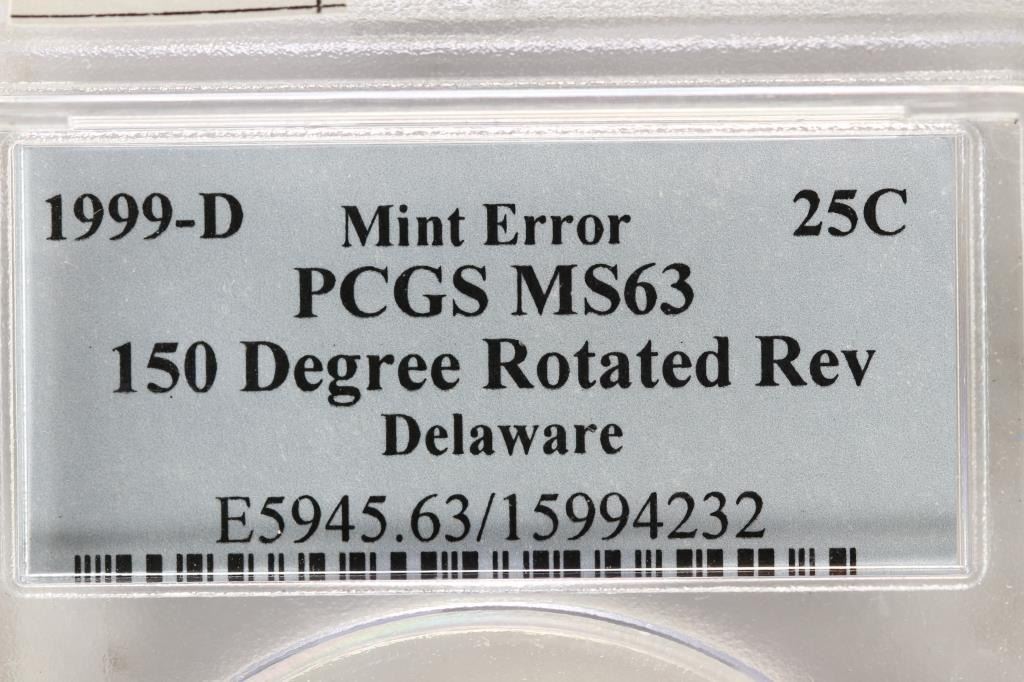 1999-D Mint Error 25C
PCGS MS63
150 Degree Rotated Rev
Delaware
E5945.63/15994232